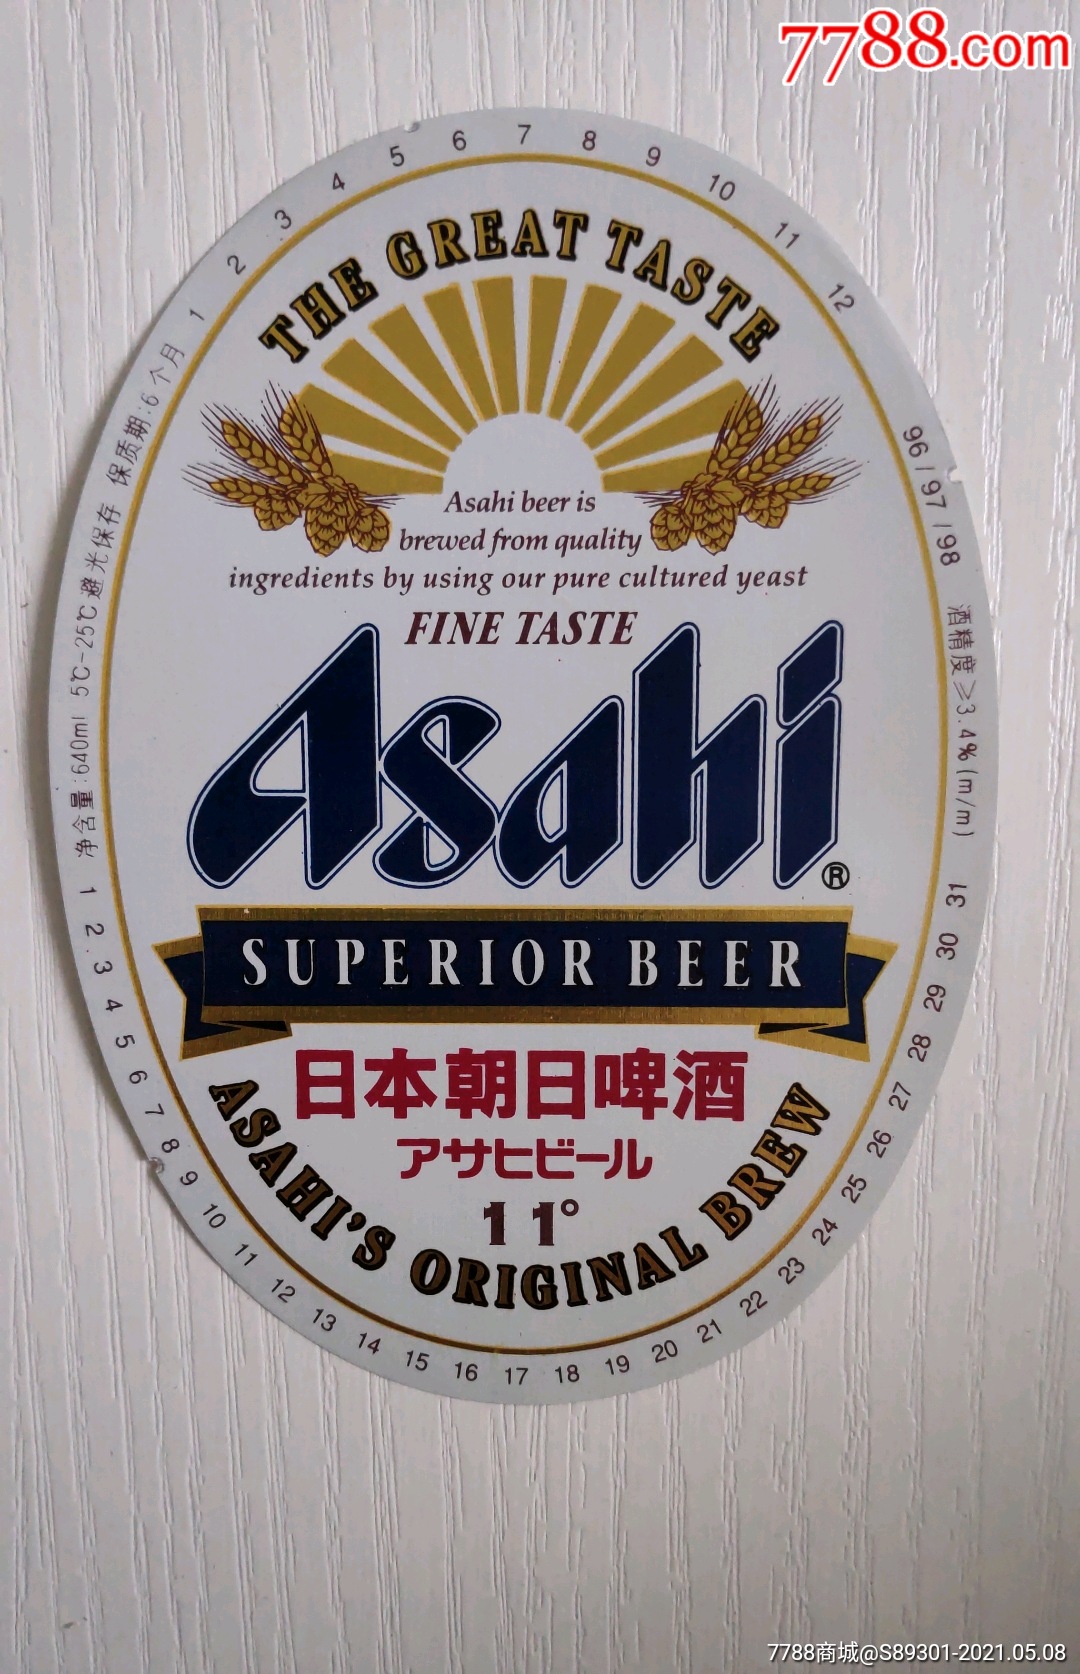 7788.com
1 2 3 4 5 6 7 8 9 10 11 12
96/97/98
酒精度≥3.4%(m/m)
净含量:640ml 5℃-25℃避光保存 保质期:6个月
THE GREAT TASTE
Asahi beer is
brewed from quality
ingredients by using our pure cultured yeast
FINE TASTE
Asahi®
SUPERIOR BEER
日本朝日啤酒
アサヒビール
11°
ASAHI'S ORIGINAL BREW
1 2 . 3 4 5 6 7 8 9 10 11 12 13 14 15 16 17 18 19 20 21 22 23 24 25 26 27 28 29 30 31
7788商城@S89301-2021.05.08